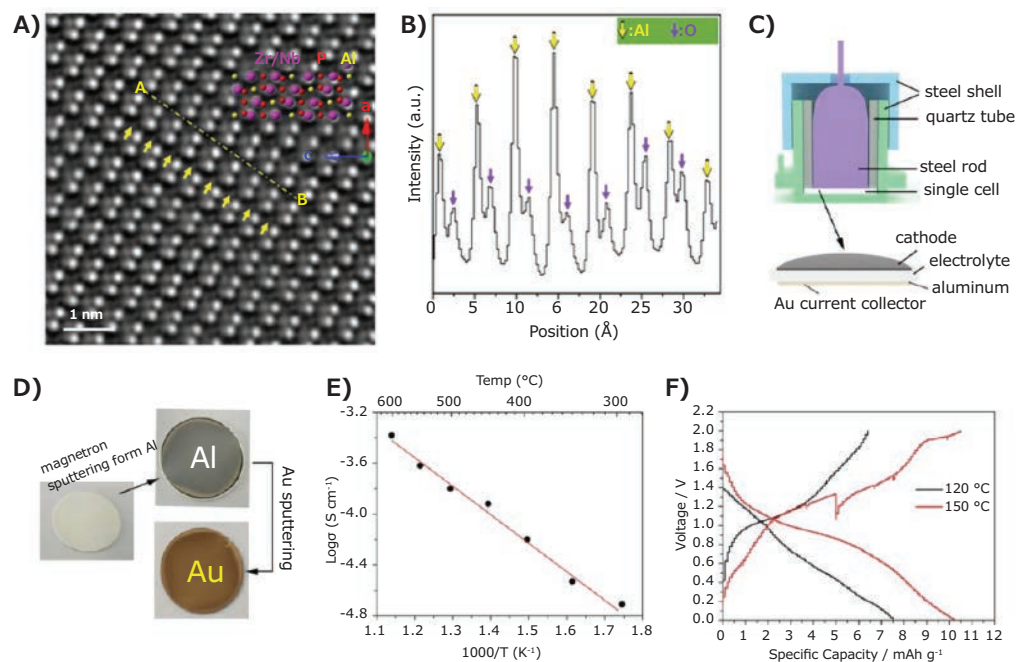 A)
Zr/Nb P Al
A
a
c
B
1 nm
B)
:Al :O
Intensity (a.u.)
0 5 10 6 20 25 30
Position (Å)
C)
steel shell
quartz tube
steel rod
single cell
cathode
electrolyte
aluminum
Au current collector
D)
magnetron
sputtering form Al
Al
Au sputtering
Au
E)
Temp (°C)
600 500 400 300
-3.2
-3.6
-4.0
-4.4
-4.8
Logσ (S cm⁻¹)
1.1 1.2 1.3 1.4 1.5 1.6 1.7 1.8
1000/T (K⁻¹)
F)
2.0
1.8
1.6
1.4
1.2
1.0
0.8
0.6
0.4
0.2
0.0
Voltage / V
120 °C
150 °C
0 1 2 3 4 5 6 7 8 9 10 11 12
Specific Capacity / mAh g⁻¹